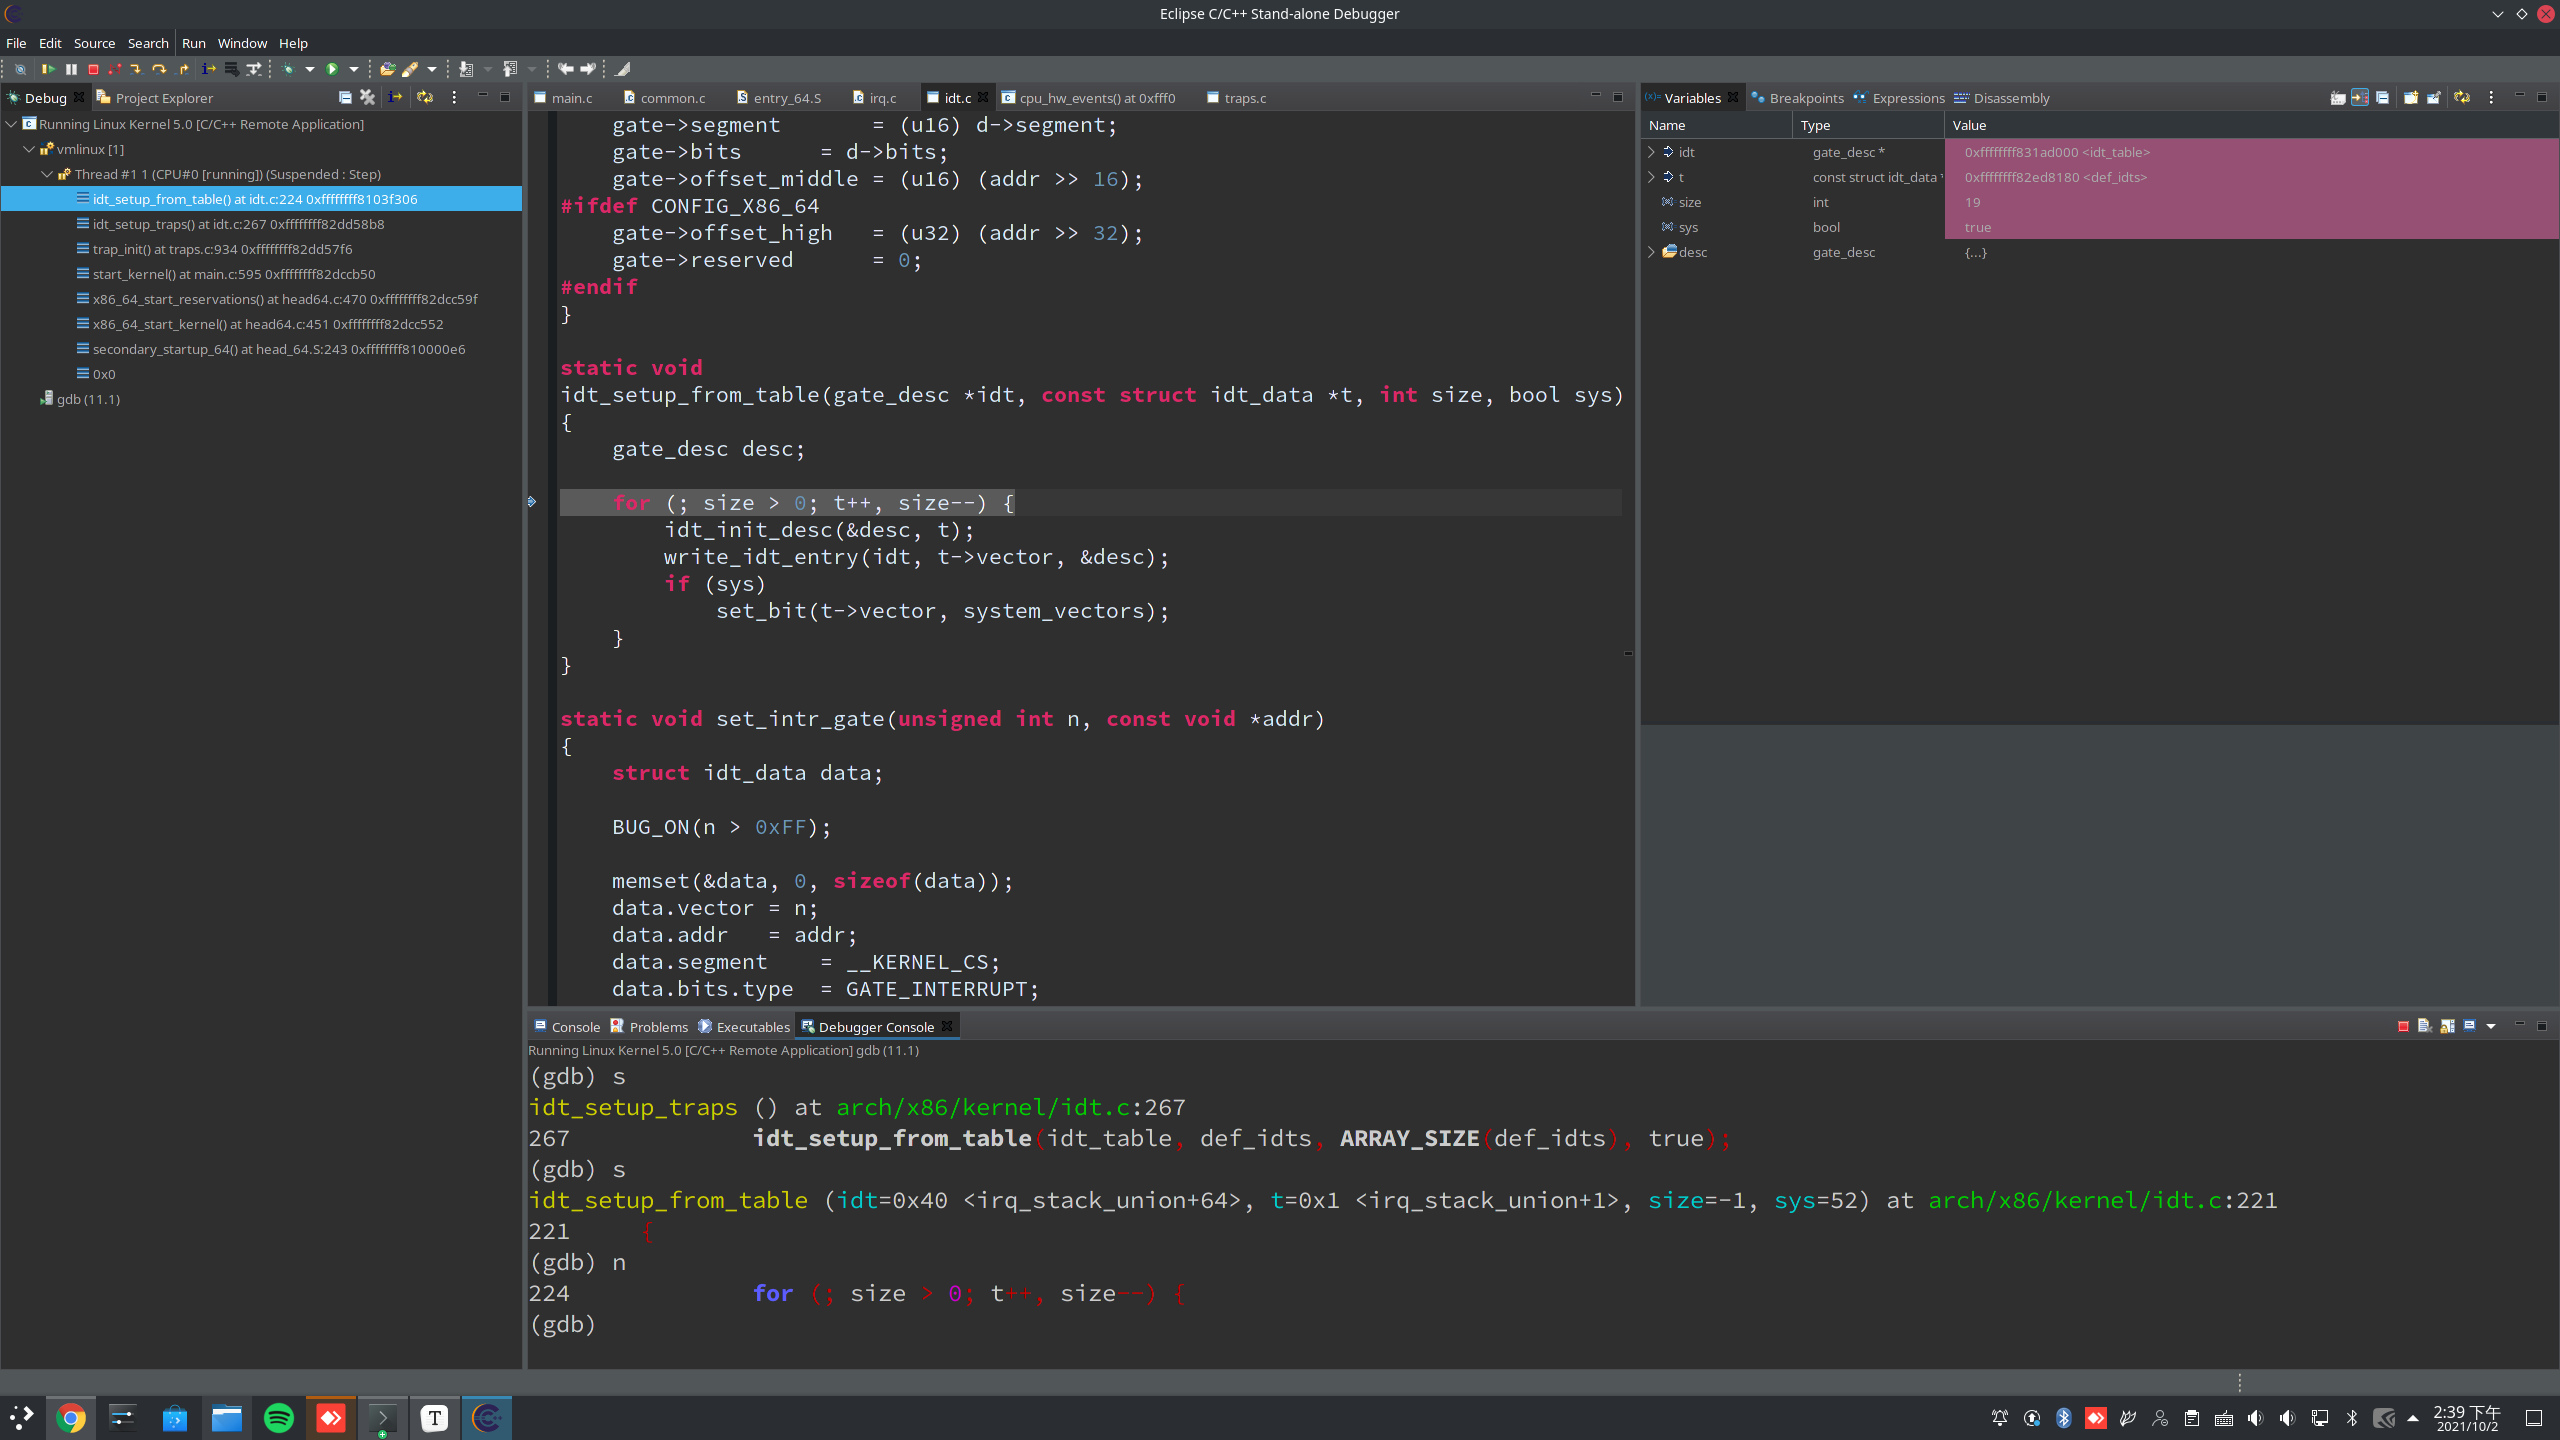 Eclipse C/C++ Stand-alone Debugger
File Edit Source Search Run Window Help
Debug Project Explorer
Running Linux Kernel 5.0 [C/C++ Remote Application]
vmlinux [1]
Thread #1 1 (CPU#0 [running]) (Suspended : Step)
idt_setup_from_table() at idt.c:224 0xffffffff8103f306
idt_setup_traps() at idt.c:267 0xffffffff82dd58b8
trap_init() at traps.c:934 0xffffffff82dd57f6
start_kernel() at main.c:595 0xffffffff82dccb50
x86_64_start_reservations() at head64.c:470 0xffffffff82dcc59f
x86_64_start_kernel() at head64.c:451 0xffffffff82dcc552
secondary_startup_64() at head_64.S:243 0xffffffff810000e6
0x0
gdb (11.1)
main.c common.c entry_64.S irq.c idt.c cpu_hw_events() at 0xfff0 traps.c
gate->segment = (u16) d->segment;
gate->bits = d->bits;
gate->offset_middle = (u16) (addr >> 16);
#ifdef CONFIG_X86_64
gate->offset_high = (u32) (addr >> 32);
gate->reserved = 0;
#endif
}
static void
idt_setup_from_table(gate_desc *idt, const struct idt_data *t, int size, bool sys)
{
gate_desc desc;
for (; size > 0; t++, size--) {
idt_init_desc(&desc, t);
write_idt_entry(idt, t->vector, &desc);
if (sys)
set_bit(t->vector, system_vectors);
}
}
static void set_intr_gate(unsigned int n, const void *addr)
{
struct idt_data data;
BUG_ON(n > 0xFF);
memset(&data, 0, sizeof(data));
data.vector = n;
data.addr = addr;
data.segment = __KERNEL_CS;
data.bits.type = GATE_INTERRUPT;
Variables Breakpoints Expressions Disassembly
Name Type Value
idt gate_desc * 0xffffffff831ad000 <idt_table>
t const struct idt_data * 0xffffffff82ed8180 <def_idts>
size int 19
sys bool true
desc gate_desc {...}
Console Problems Executables Debugger Console
Running Linux Kernel 5.0 [C/C++ Remote Application] gdb (11.1)
(gdb) s
idt_setup_traps () at arch/x86/kernel/idt.c:267
267 idt_setup_from_table(idt_table, def_idts, ARRAY_SIZE(def_idts), true);
(gdb) s
idt_setup_from_table (idt=0x40 <irq_stack_union+64>, t=0x1 <irq_stack_union+1>, size=-1, sys=52) at arch/x86/kernel/idt.c:221
221 {
(gdb) n
224 for (; size > 0; t++, size--) {
(gdb)
2:39 下午
2021/10/2